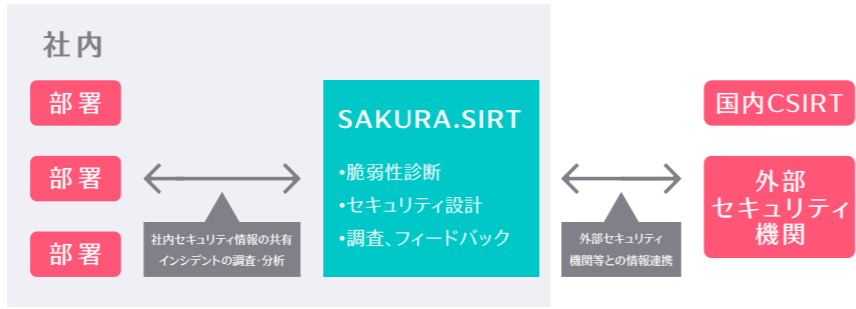 社内
部署
部署
部署
社内セキュリティ情報の共有
インシデントの調査・分析
SAKURA.SIRT
・脆弱性診断
・セキュリティ設計
・調査、フィードバック
外部セキュリティ
機関等との情報連携
国内CSIRT
外部
セキュリティ
機関